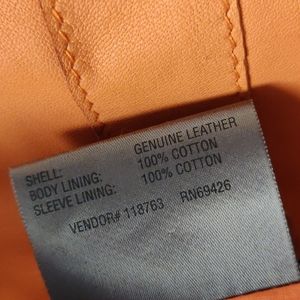 SHELL: GENUINE LEATHER
BODY LINING: 100% COTTON
SLEEVE LINING: 100% COTTON
VENDOR# 118763 RN69426